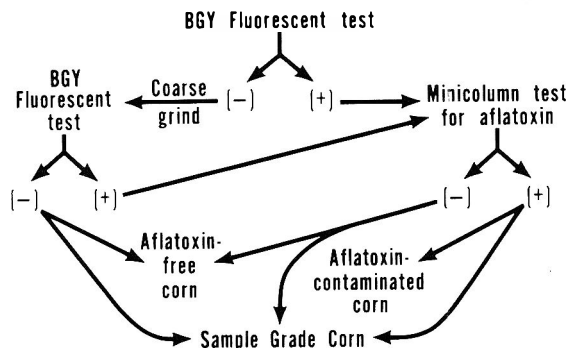 BGY Fluorescent test
BGY
Fluorescent
test
Coarse
grind
(−)
(+)
Minicolumn test
for aflatoxin
(−)
(+)
(−)
(+)
Aflatoxin-
free
corn
Aflatoxin-
contaminated
corn
Sample Grade Corn